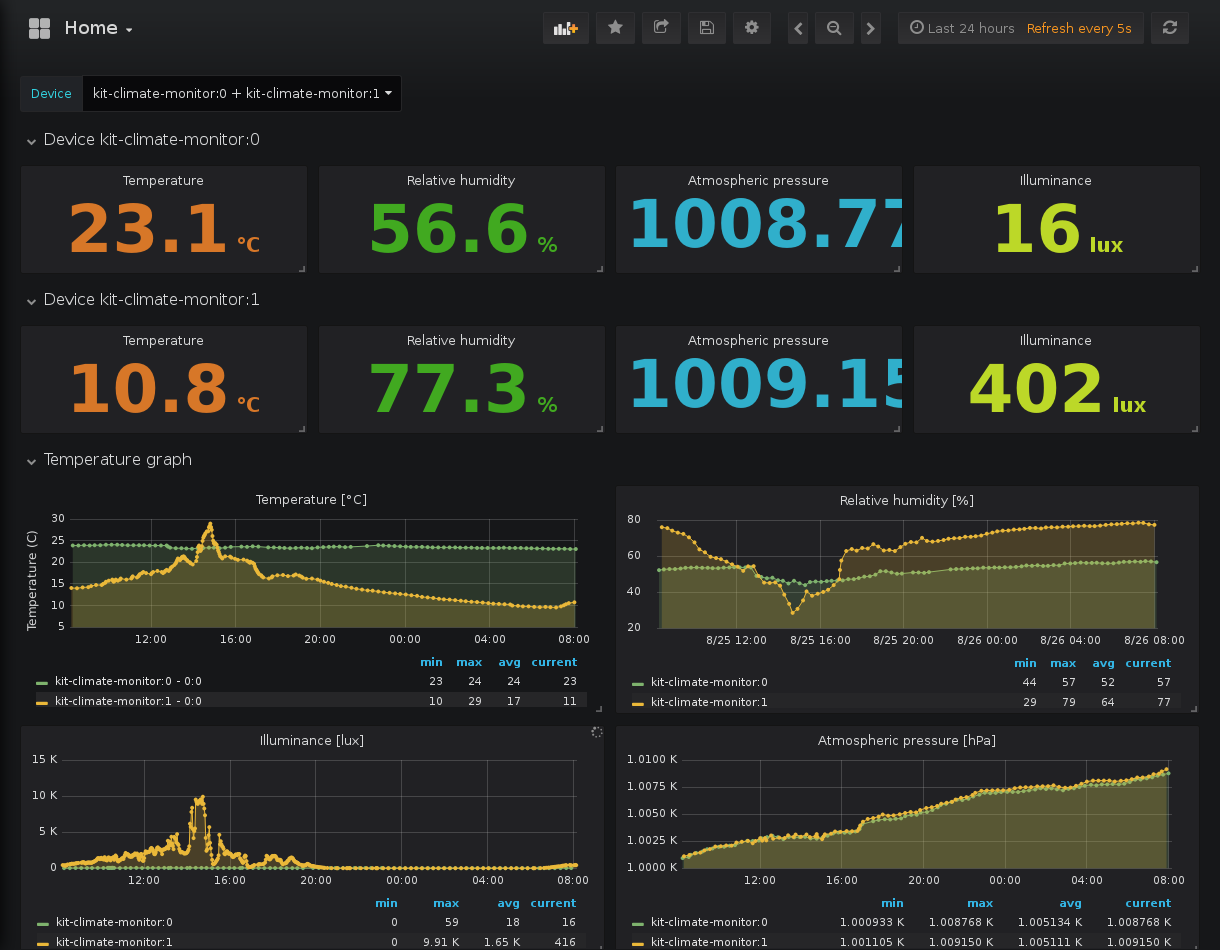 Home
Last 24 hours Refresh every 5s
Device kit-climate-monitor:0 + kit-climate-monitor:1
Device kit-climate-monitor:0
Temperature Relative humidity Atmospheric pressure Illuminance
23.1 °C 56.6 % 1008.77 16 lux
Device kit-climate-monitor:1
Temperature Relative humidity Atmospheric pressure Illuminance
10.8 °C 77.3 % 1009.15 402 lux
Temperature graph
Temperature [°C]
Temperature (C)
30
25
20
15
10
5
12:00 16:00 20:00 00:00 04:00 08:00
min max avg current
kit-climate-monitor:0 - 0:0 23 24 24 23
kit-climate-monitor:1 - 0:0 10 29 17 11
Relative humidity [%]
80
60
40
20
8/25 12:00 8/25 16:00 8/25 20:00 8/26 00:00 8/26 04:00 8/26 08:00
min max avg current
kit-climate-monitor:0 44 57 52 57
kit-climate-monitor:1 29 79 64 77
Illuminance [lux]
15 K
10 K
5 K
0
12:00 16:00 20:00 00:00 04:00 08:00
min max avg current
kit-climate-monitor:0 0 59 18 16
kit-climate-monitor:1 0 9.91 K 1.65 K 416
Atmospheric pressure [hPa]
1.0100 K
1.0075 K
1.0050 K
1.0025 K
1.0000 K
12:00 16:00 20:00 00:00 04:00 08:00
min max avg current
kit-climate-monitor:0 1.000933 K 1.008768 K 1.005134 K 1.008768 K
kit-climate-monitor:1 1.001105 K 1.009150 K 1.005111 K 1.009150 K